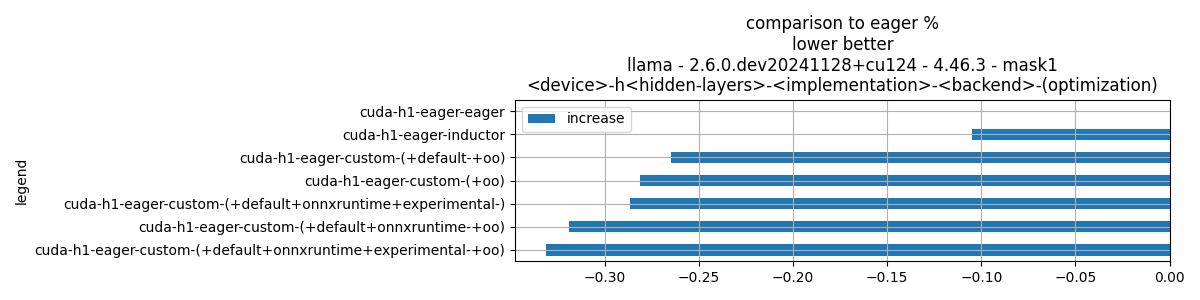 comparison to eager %
lower better
llama - 2.6.0.dev20241128+cu124 - 4.46.3 - mask1
<device>-h<hidden-layers>-<implementation>-<backend>-(optimization)
increase
legend
cuda-h1-eager-eager
cuda-h1-eager-inductor
cuda-h1-eager-custom-(+default-+oo)
cuda-h1-eager-custom-(+oo)
cuda-h1-eager-custom-(+default+onnxruntime+experimental-)
cuda-h1-eager-custom-(+default+onnxruntime-+oo)
cuda-h1-eager-custom-(+default+onnxruntime+experimental-+oo)
−0.30 −0.25 −0.20 −0.15 −0.10 −0.05 0.00